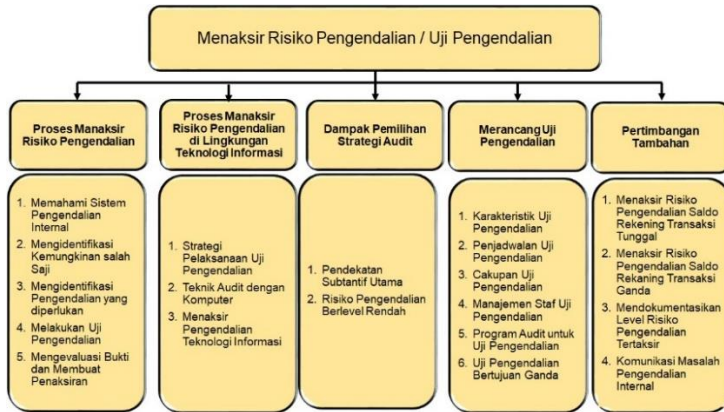 Menaksir Risiko Pengendalian / Uji Pengendalian
Proses Manaksir
Risiko Pengendalian
1. Memahami Sistem
Pengendalian
Internal
2. Mengidentifikasi
Kemungkinan salah
Saji
3. Mengidentifikasi
Pengendalian yang
diperlukan
4. Melakukan Uji
Pengendalian
5. Mengevaluasi Bukti
dan Membuat
Penaksiran
Proses Manaksir
Risiko Pengendalian
di Lingkungan
Teknologi Informasi
1. Strategi
Pelaksanaan Uji
Pengendalian
2. Teknik Audit dengan
Komputer
3. Menaksir
Pengendalian
Teknologi Informasi
Dampak Pemilihan
Strategi Audit
1. Pendekatan
Subtantif Utama
2. Risiko Pengendalian
Berlevel Rendah
Merancang Uji
Pengendalian
1. Karakteristik Uji
Pengendalian
2. Penjadwalan Uji
Pengendalian
3. Cakupan Uji
Pengendalian
4. Manajemen Staf Uji
Pengendalian
5. Program Audit untuk
Uji Pengendalian
6. Uji Pengendalian
Bertujuan Ganda
Pertimbangan
Tambahan
1. Menaksir Risiko
Pengendalian Saldo
Rekening Transaksi
Tunggal
2. Menaksir Risiko
Pengendalian Saldo
Rekaning Transaksi
Ganda
3. Mendokumentasikan
Level Risiko
Pengendalian
Tertaksir
4. Komunikasi Masalah
Pengendalian
Internal